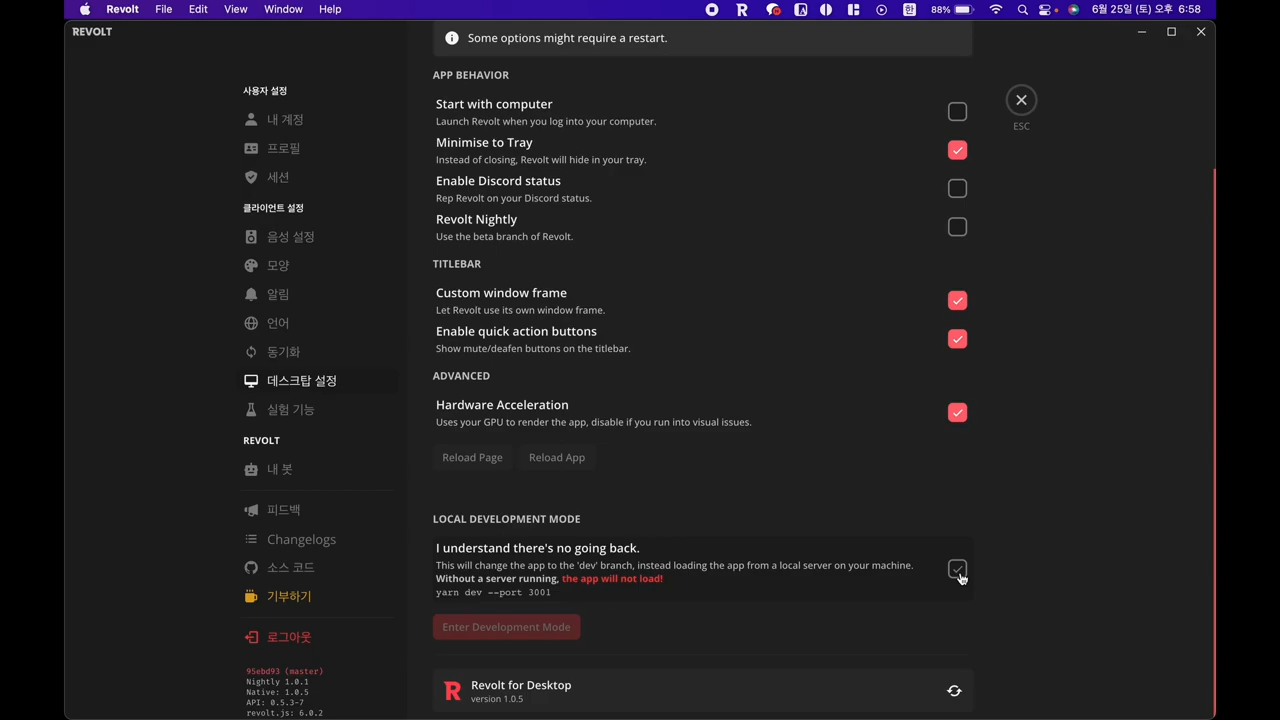 Revolt File Edit View Window Help
한 88% 6월 25일 (토) 오후 6:58
REVOLT
사용자 설정
내 계정
프로필
세션
클라이언트 설정
음성 설정
모양
알림
언어
동기화
데스크탑 설정
실험 기능
REVOLT
내 봇
피드백
Changelogs
소스 코드
기부하기
로그아웃
95ebd93 (master)
Nightly 1.0.1
Native: 1.0.5
API: 0.5.3-7
revolt.js: 6.0.2
Some options might require a restart.
APP BEHAVIOR
Start with computer
Launch Revolt when you log into your computer.
Minimise to Tray
Instead of closing, Revolt will hide in your tray.
Enable Discord status
Rep Revolt on your Discord status.
Revolt Nightly
Use the beta branch of Revolt.
TITLEBAR
Custom window frame
Let Revolt use its own window frame.
Enable quick action buttons
Show mute/deafen buttons on the titlebar.
ADVANCED
Hardware Acceleration
Uses your GPU to render the app, disable if you run into visual issues.
Reload Page Reload App
LOCAL DEVELOPMENT MODE
I understand there's no going back.
This will change the app to the 'dev' branch, instead loading the app from a local server on your machine.
Without a server running, the app will not load!
yarn dev --port 3001
Enter Development Mode
Revolt for Desktop
version 1.0.5
ESC